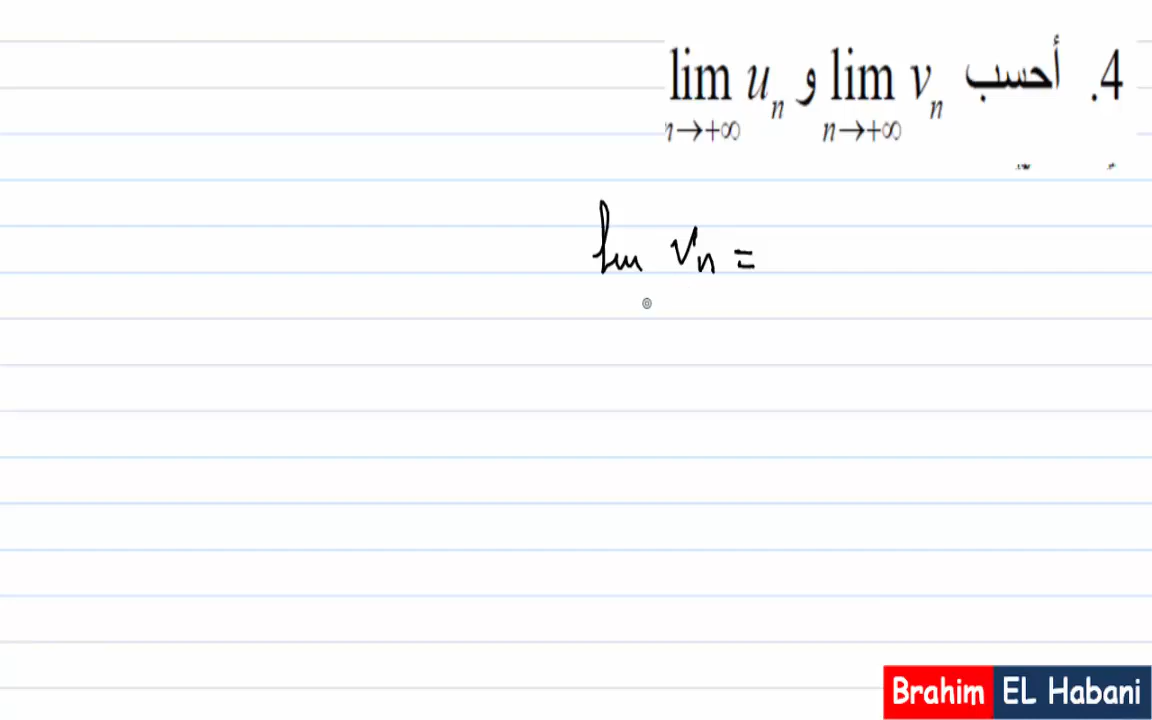 4. أحسب lim v_n و lim u_n
n→+∞ n→+∞
lim v_n =
Brahim EL Habani